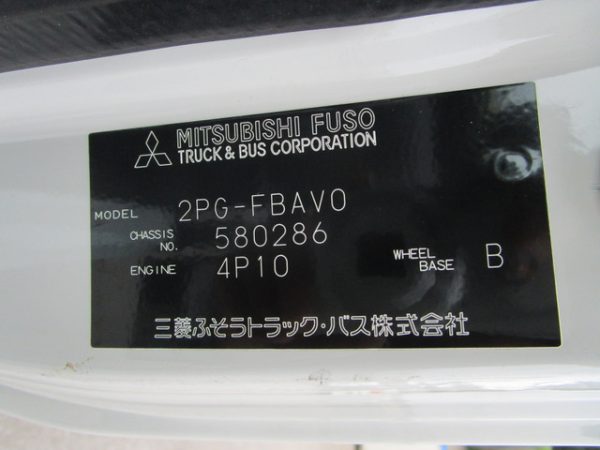 MITSUBISHI FUSO
TRUCK & BUS CORPORATION
MODEL 2PG-FBAV0
CHASSIS NO. 580286
ENGINE 4P10 WHEEL BASE B
三菱ふそうトラック・バス株式会社